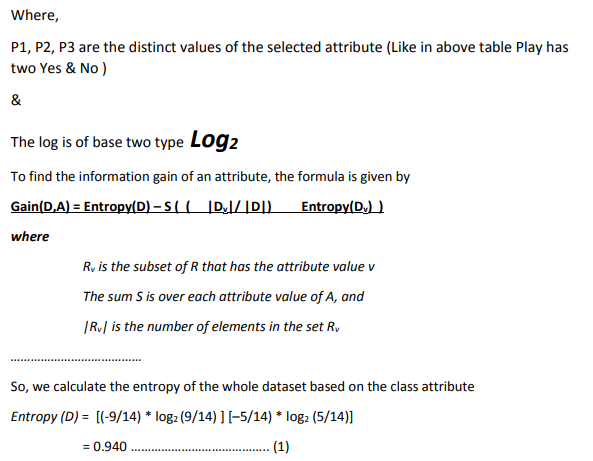 Where,
P1, P2, P3 are the distinct values of the selected attribute (Like in above table Play has
two Yes & No )
&
The log is of base two type Log2
To find the information gain of an attribute, the formula is given by
Gain(D,A) = Entropy(D) – S ( ( |Dv|/ |D|) Entropy(Dv) )
where
Rv is the subset of R that has the attribute value v
The sum S is over each attribute value of A, and
|Rv| is the number of elements in the set Rv
.......................................
So, we calculate the entropy of the whole dataset based on the class attribute
Entropy (D) = [(-9/14) * log2 (9/14) ] [–5/14) * log2 (5/14)]
= 0.940 ......................................... (1)